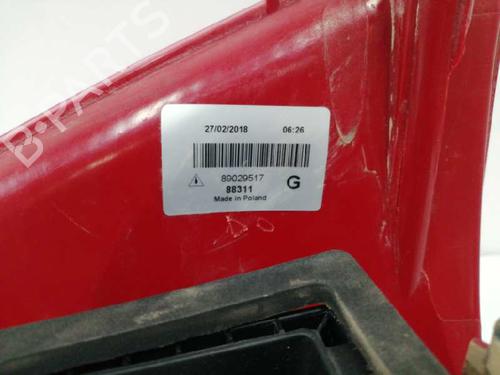 B-PARTS
27/02/2018 06:26
89029517
88311 G
Made in Poland